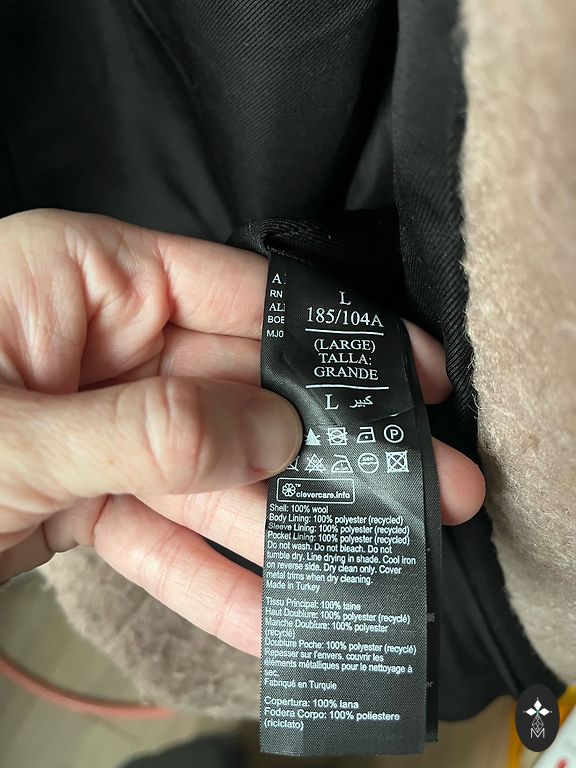 A
RN
ALL
BOE
MJ0
L
185/104A
(LARGE)
TALLA:
GRANDE
L كبير
P
clevercare.info
TM
Shell: 100% wool
Body Lining: 100% polyester (recycled)
Sleeve Lining: 100% polyester (recycled)
Pocket Lining: 100% polyester (recycled)
Do not wash. Do not bleach. Do not
tumble dry. Line drying in shade. Cool iron
on reverse side. Dry clean only. Cover
metal trims when dry cleaning.
Made in Turkey
Tissu Principal: 100% laine
Haut Doublure: 100% polyester (recyclé)
Manche Doublure: 100% polyester
(recyclé)
Doublure Poche: 100% polyester (recyclé)
Repasser sur l'envers. couvrir les
éléments métalliques pour le nettoyage à
sec.
Fabriqué en Turquie
Copertura: 100% lana
Fodera Corpo: 100% poliestere
(riciclato)
M